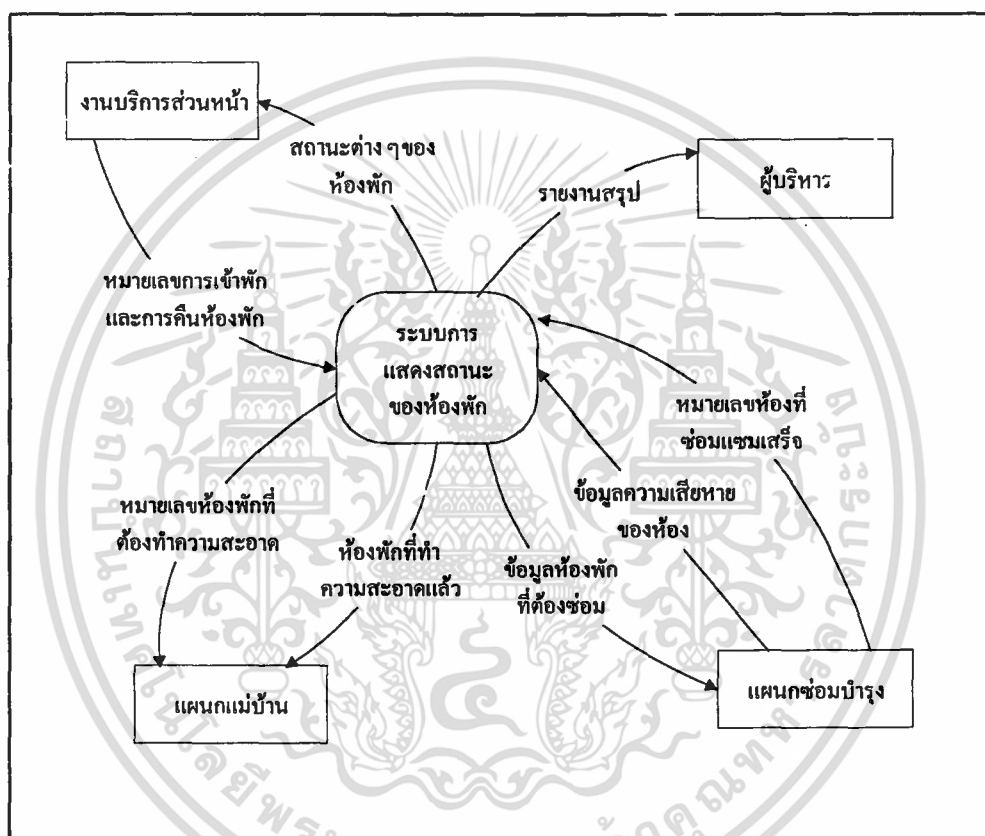 งานบริการส่วนหน้า
สถานะต่าง ๆของ
ห้องพัก
รายงานสรุป
ผู้บริหาร
หมายเลขการเข้าพัก
และการคืนห้องพัก
ระบบการ
แสดงสถานะ
ของห้องพัก
หมายเลขห้องที่
ซ่อมแซมเสร็จ
ข้อมูลความเสียหาย
ของห้อง
หมายเลขห้องพักที่
ต้องทำความสะอาด
ห้องพักที่ทำ
ความสะอาดแล้ว
ข้อมูลห้องพัก
ที่ต้องซ่อม
แผนกแม่บ้าน
แผนกซ่อมบำรุง